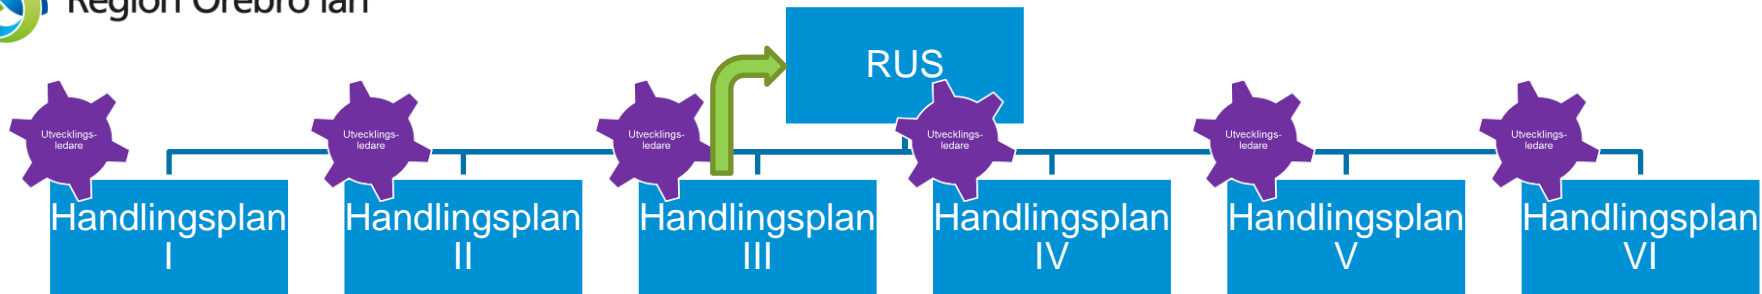 Region Örebro län
RUS
Utvecklings-
ledare
Utvecklings-
ledare
Utvecklings-
ledare
Utvecklings-
ledare
Utvecklings-
ledare
Utvecklings-
ledare
Handlingsplan
I
Handlingsplan
II
Handlingsplan
III
Handlingsplan
IV
Handlingsplan
V
Handlingsplan
VI